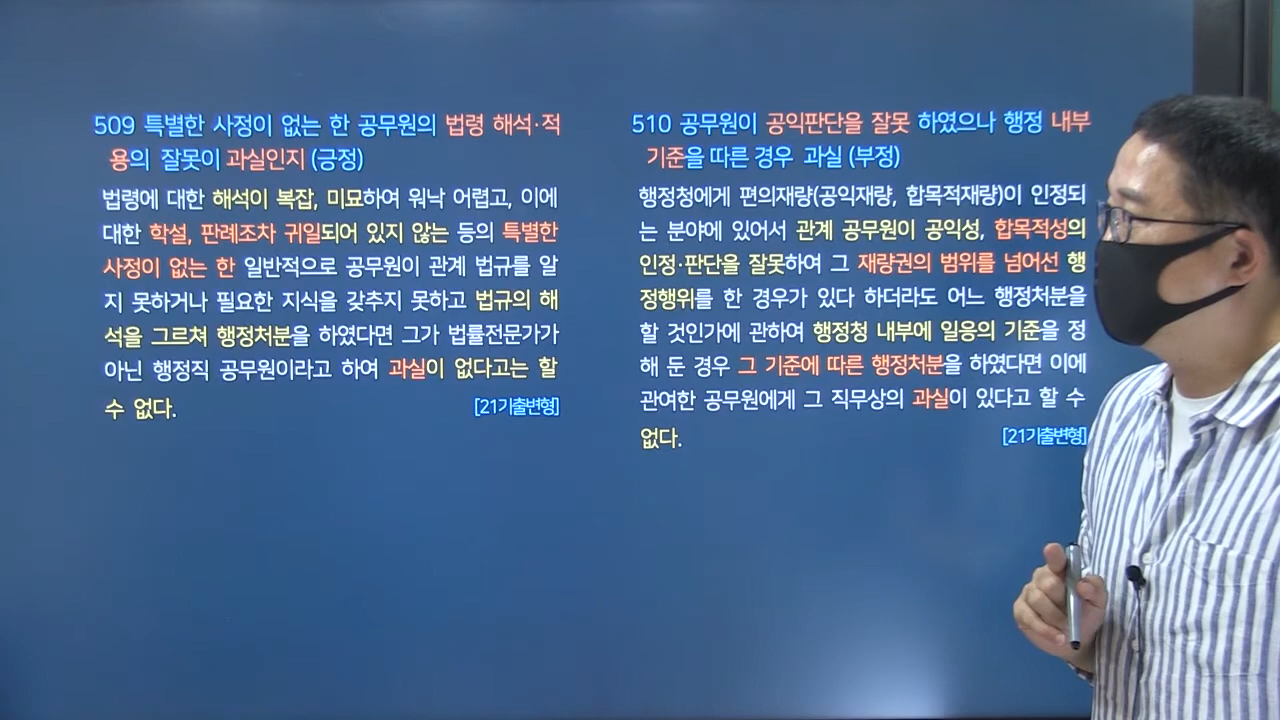 509 특별한 사정이 없는 한 공무원의 법령 해석·적
용의 잘못이 과실인지 (긍정)
법령에 대한 해석이 복잡, 미묘하여 워낙 어렵고, 이에
대한 학설, 판례조차 귀일되어 있지 않는 등의 특별한
사정이 없는 한 일반적으로 공무원이 관계 법규를 알
지 못하거나 필요한 지식을 갖추지 못하고 법규의 해
석을 그르쳐 행정처분을 하였다면 그가 법률전문가가
아닌 행정직 공무원이라고 하여 과실이 없다고는 할
수 없다. [21기출변형]
510 공무원이 공익판단을 잘못 하였으나 행정 내부
기준을 따른 경우 과실 (부정)
행정청에게 편의재량(공익재량, 합목적재량)이 인정되
는 분야에 있어서 관계 공무원이 공익성, 합목적성의
인정·판단을 잘못하여 그 재량권의 범위를 넘어선 행
정행위를 한 경우가 있다 하더라도 어느 행정처분을
할 것인가에 관하여 행정청 내부에 일응의 기준을 정
해 둔 경우 그 기준에 따른 행정처분을 하였다면 이에
관여한 공무원에게 그 직무상의 과실이 있다고 할 수
없다. [21기출변형]